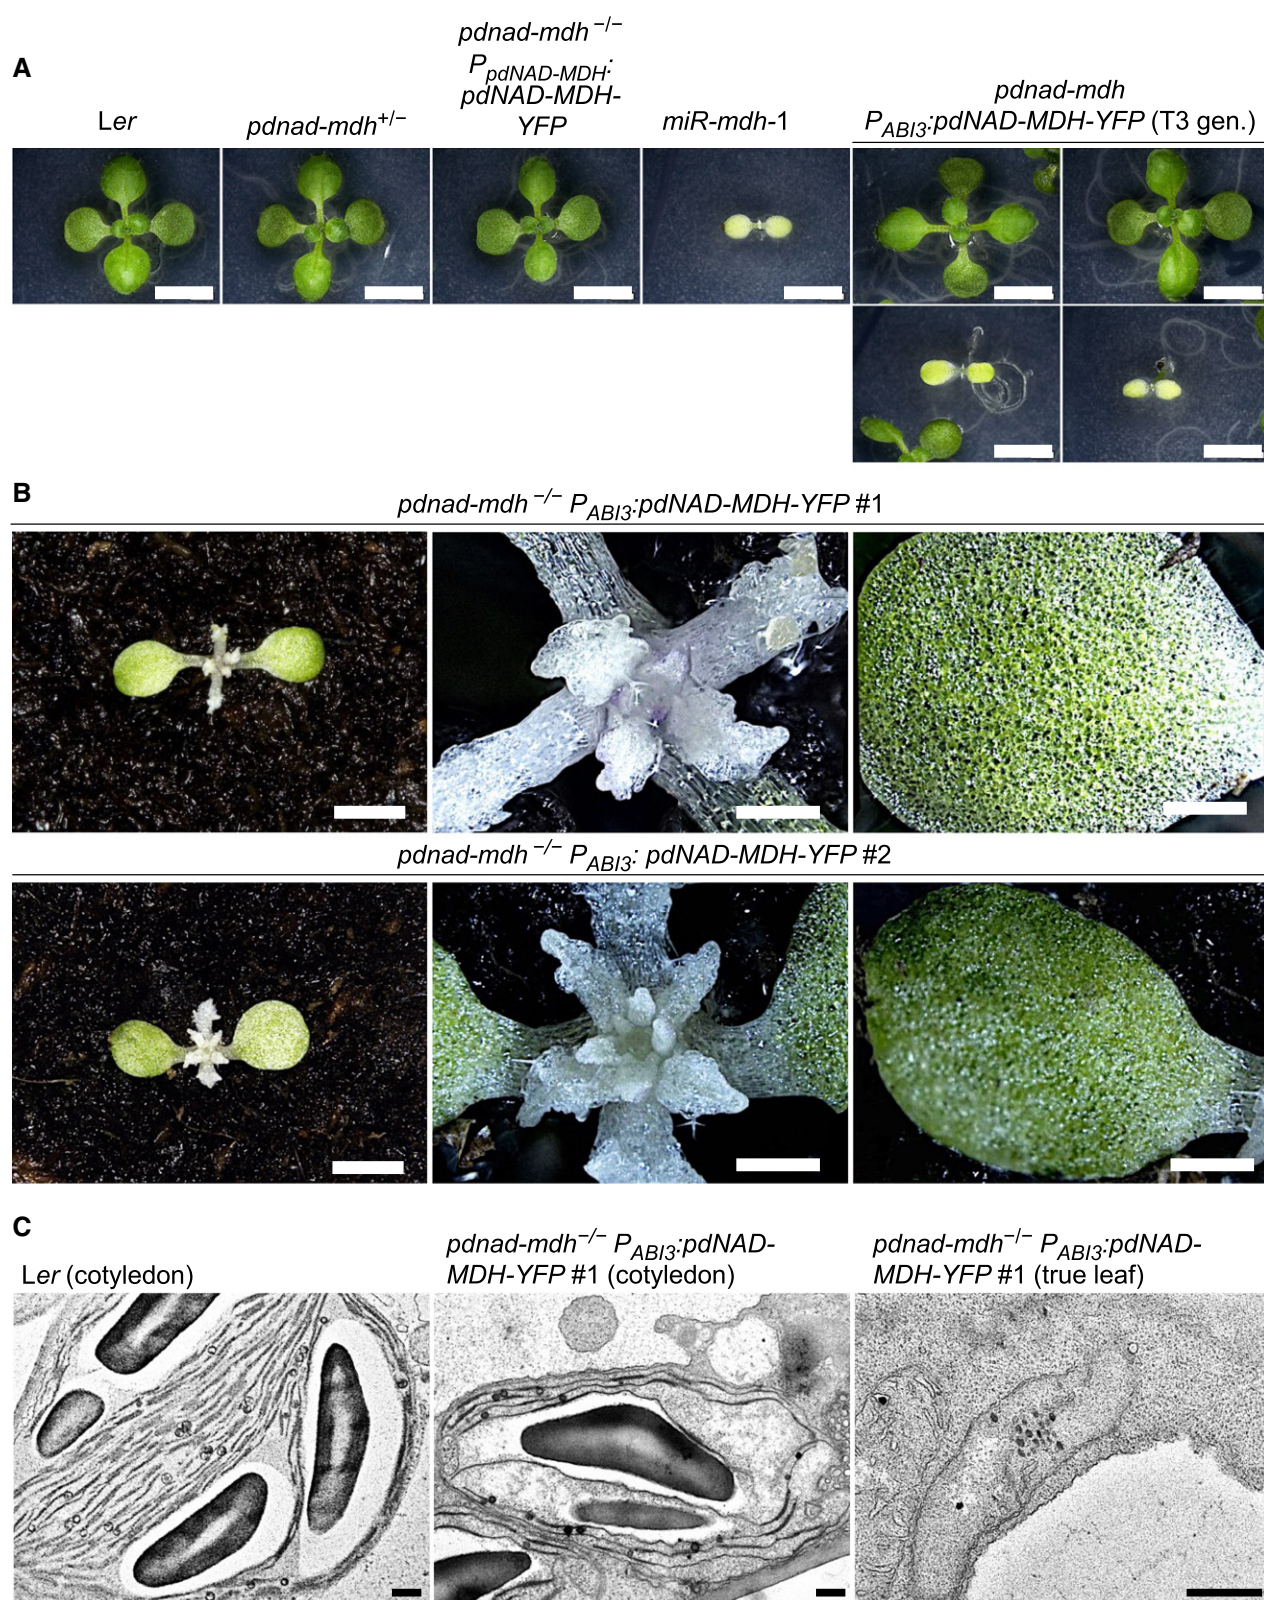 A
Ler
pdnad-mdh+/–
pdnad-mdh –/–
PpdNAD-MDH:
pdNAD-MDH-
YFP
miR-mdh-1
pdnad-mdh
PABI3:pdNAD-MDH-YFP (T3 gen.)
B
pdnad-mdh –/– PABI3:pdNAD-MDH-YFP #1
pdnad-mdh –/– PABI3: pdNAD-MDH-YFP #2
C
Ler (cotyledon)
pdnad-mdh–/– PABI3:pdNAD-
MDH-YFP #1 (cotyledon)
pdnad-mdh–/– PABI3:pdNAD-
MDH-YFP #1 (true leaf)